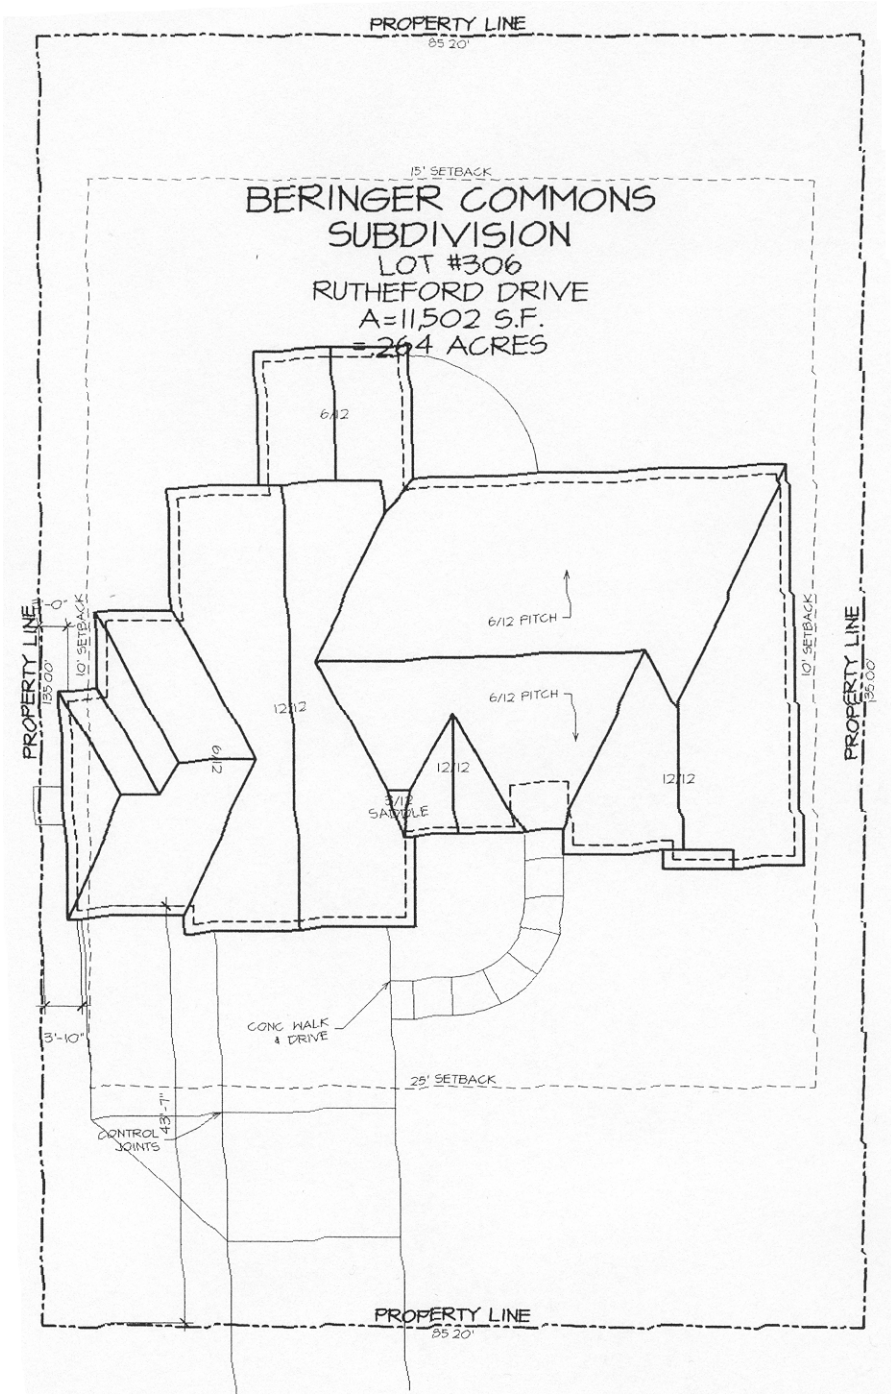 PROPERTY LINE
85.20'
15' SETBACK
BERINGER COMMONS
SUBDIVISION
LOT #306
RUTHEFORD DRIVE
A=11,502 S.F.
=.264 ACRES
6/12
6/12 PITCH
6/12 PITCH
12/12
6/12
12/12
12/12
3/12
SADDLE
PROPERTY LINE
135.00'
10' SETBACK
10' SETBACK
PROPERTY LINE
135.00'
3'-10"
CONC WALK
& DRIVE
25' SETBACK
43'-7"
CONTROL
JOINTS
PROPERTY LINE
85.20'